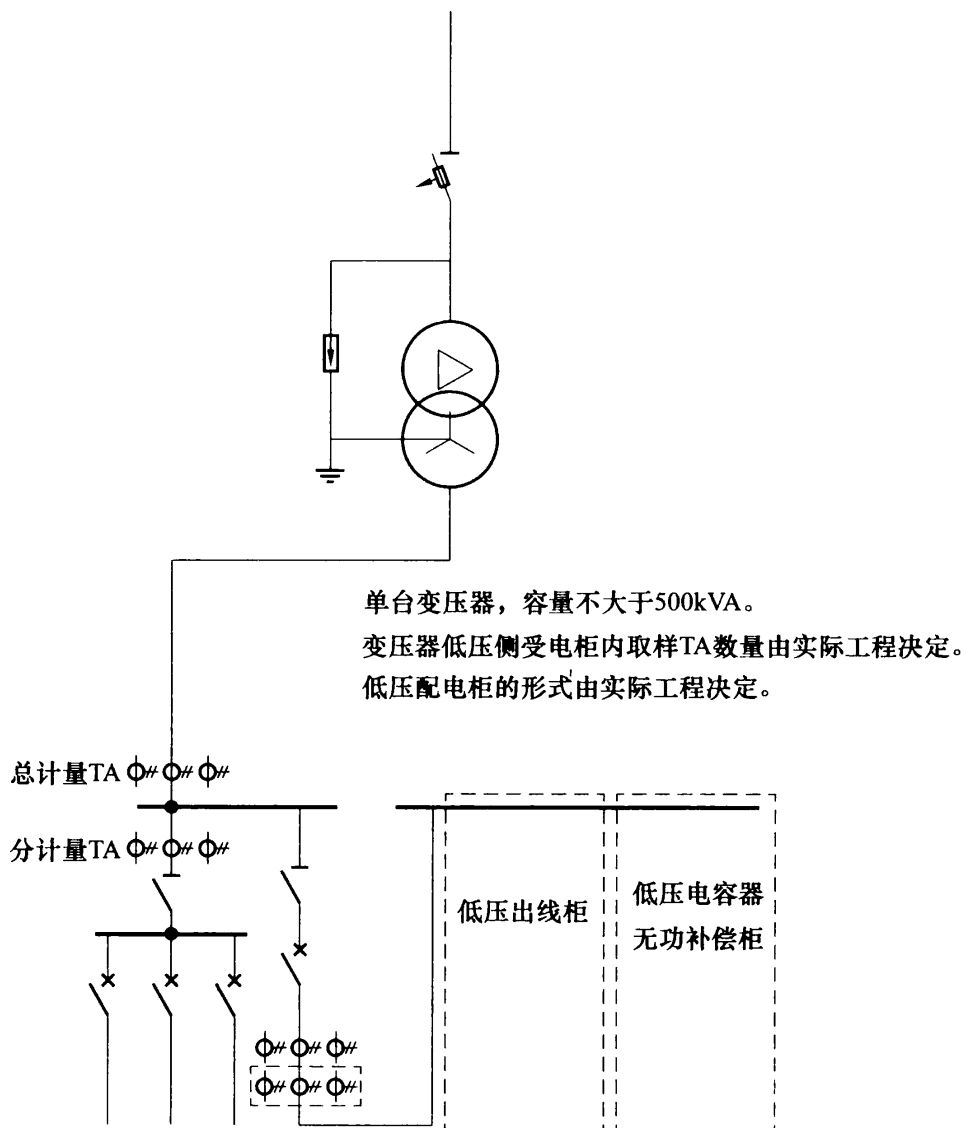 单台变压器，容量不大于500kVA。
变压器低压侧受电柜内取样TA数量由实际工程决定。
低压配电柜的形式由实际工程决定。
总计量TA
分计量TA
低压出线柜
低压电容器
无功补偿柜